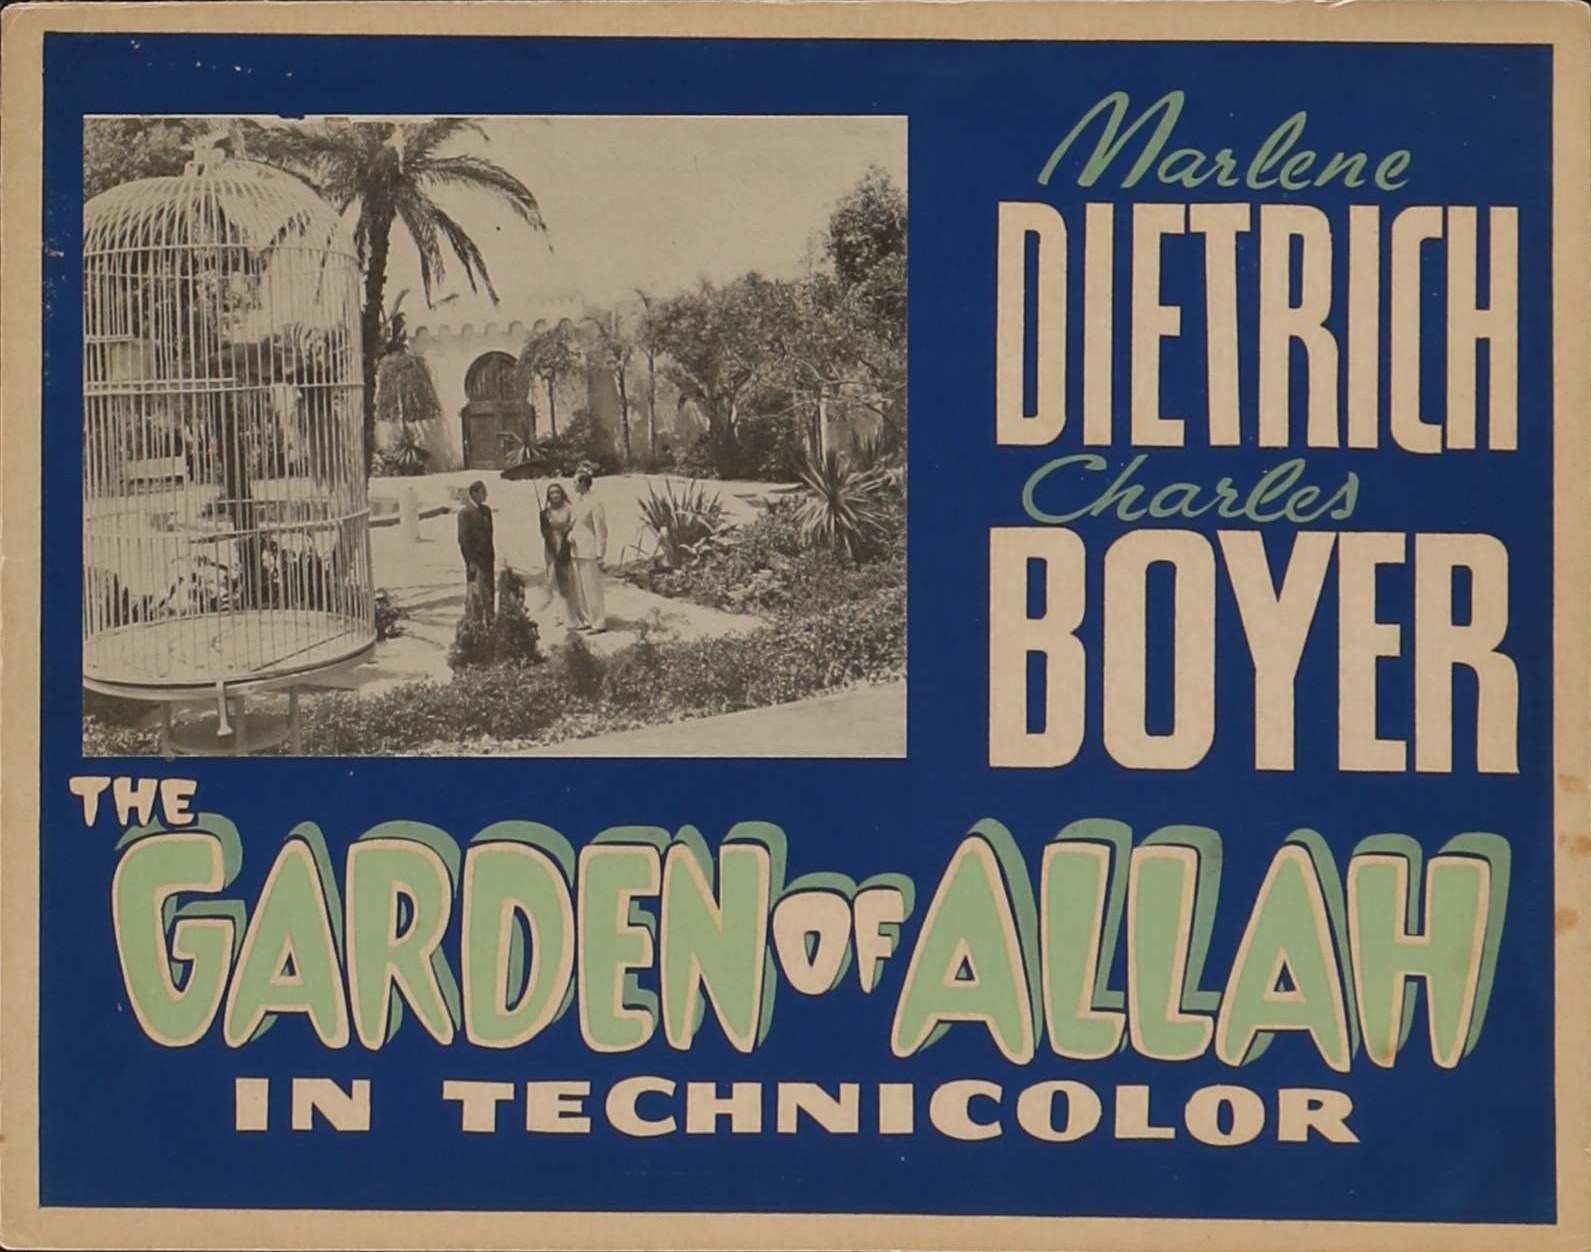 Marlene
DIETRICH
Charles
BOYER
THE
GARDEN OF ALLAH
IN TECHNICOLOR